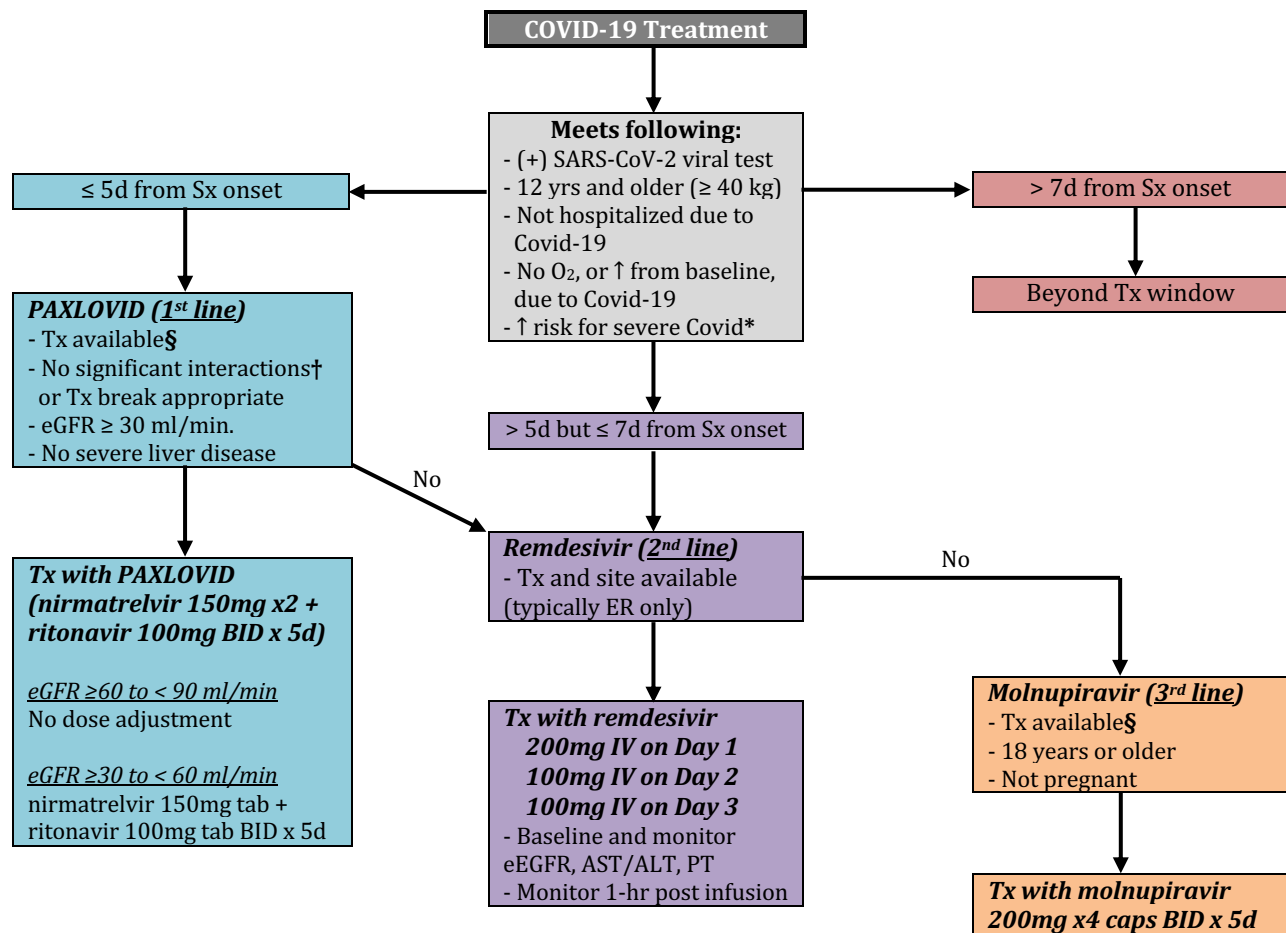 COVID-19 Treatment
Meets following:
- (+) SARS-CoV-2 viral test
- 12 yrs and older (≥ 40 kg)
- Not hospitalized due to
Covid-19
- No O₂, or ↑ from baseline,
due to Covid-19
- ↑ risk for severe Covid*
≤ 5d from Sx onset
PAXLOVID (1st line)
- Tx available§
- No significant interactions†
or Tx break appropriate
- eGFR ≥ 30 ml/min.
- No severe liver disease
Tx with PAXLOVID
(nirmatrelvir 150mg x2 +
ritonavir 100mg BID x 5d)
eGFR ≥60 to < 90 ml/min
No dose adjustment
eGFR ≥30 to < 60 ml/min
nirmatrelvir 150mg tab +
ritonavir 100mg tab BID x 5d
No
> 5d but ≤ 7d from Sx onset
Remdesivir (2nd line)
- Tx and site available
(typically ER only)
Tx with remdesivir
200mg IV on Day 1
100mg IV on Day 2
100mg IV on Day 3
- Baseline and monitor
eEGFR, AST/ALT, PT
- Monitor 1-hr post infusion
> 7d from Sx onset
Beyond Tx window
No
Molnupiravir (3rd line)
- Tx available§
- 18 years or older
- Not pregnant
Tx with molnupiravir
200mg x4 caps BID x 5d